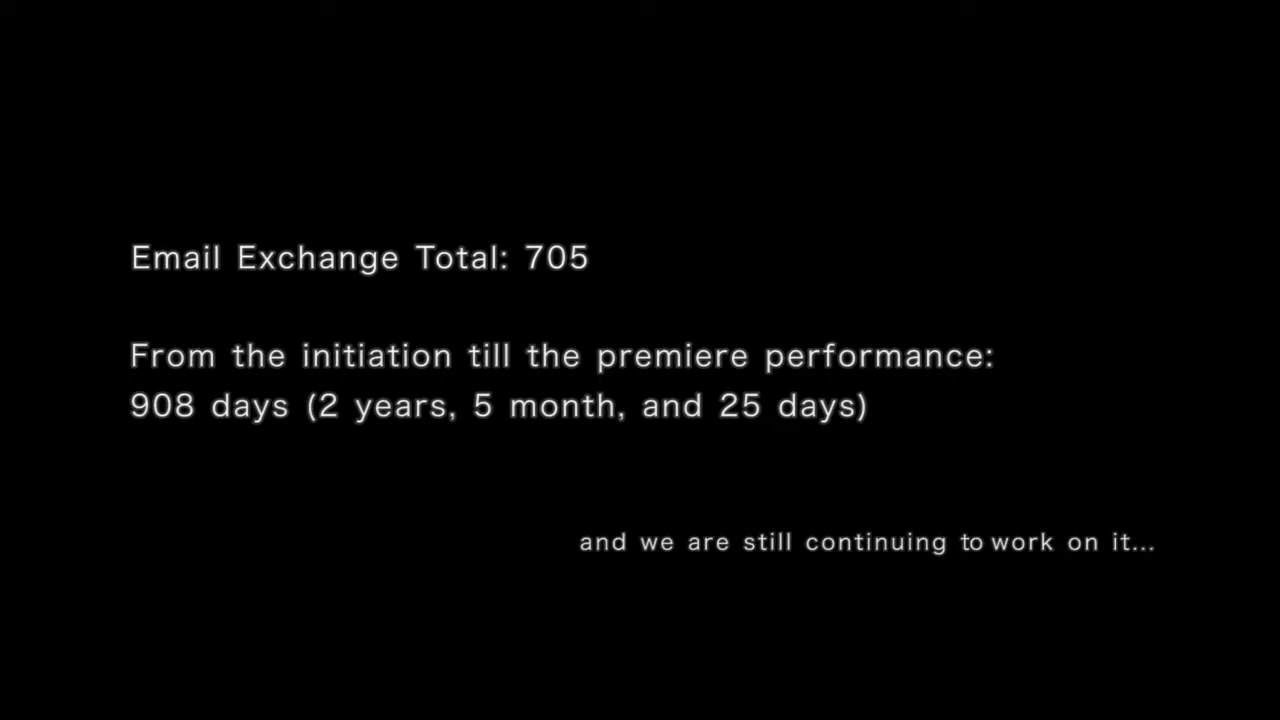 Email Exchange Total: 705
From the initiation till the premiere performance:
908 days (2 years, 5 month, and 25 days)
and we are still continuing to work on it...